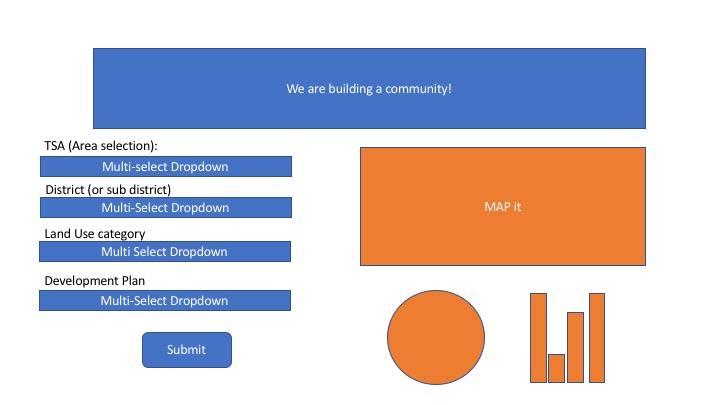 We are building a community!
TSA (Area selection):
Multi-select Dropdown
District (or sub district)
Multi-Select Dropdown
Land Use category
Multi Select Dropdown
Development Plan
Multi-Select Dropdown
Submit
MAP it